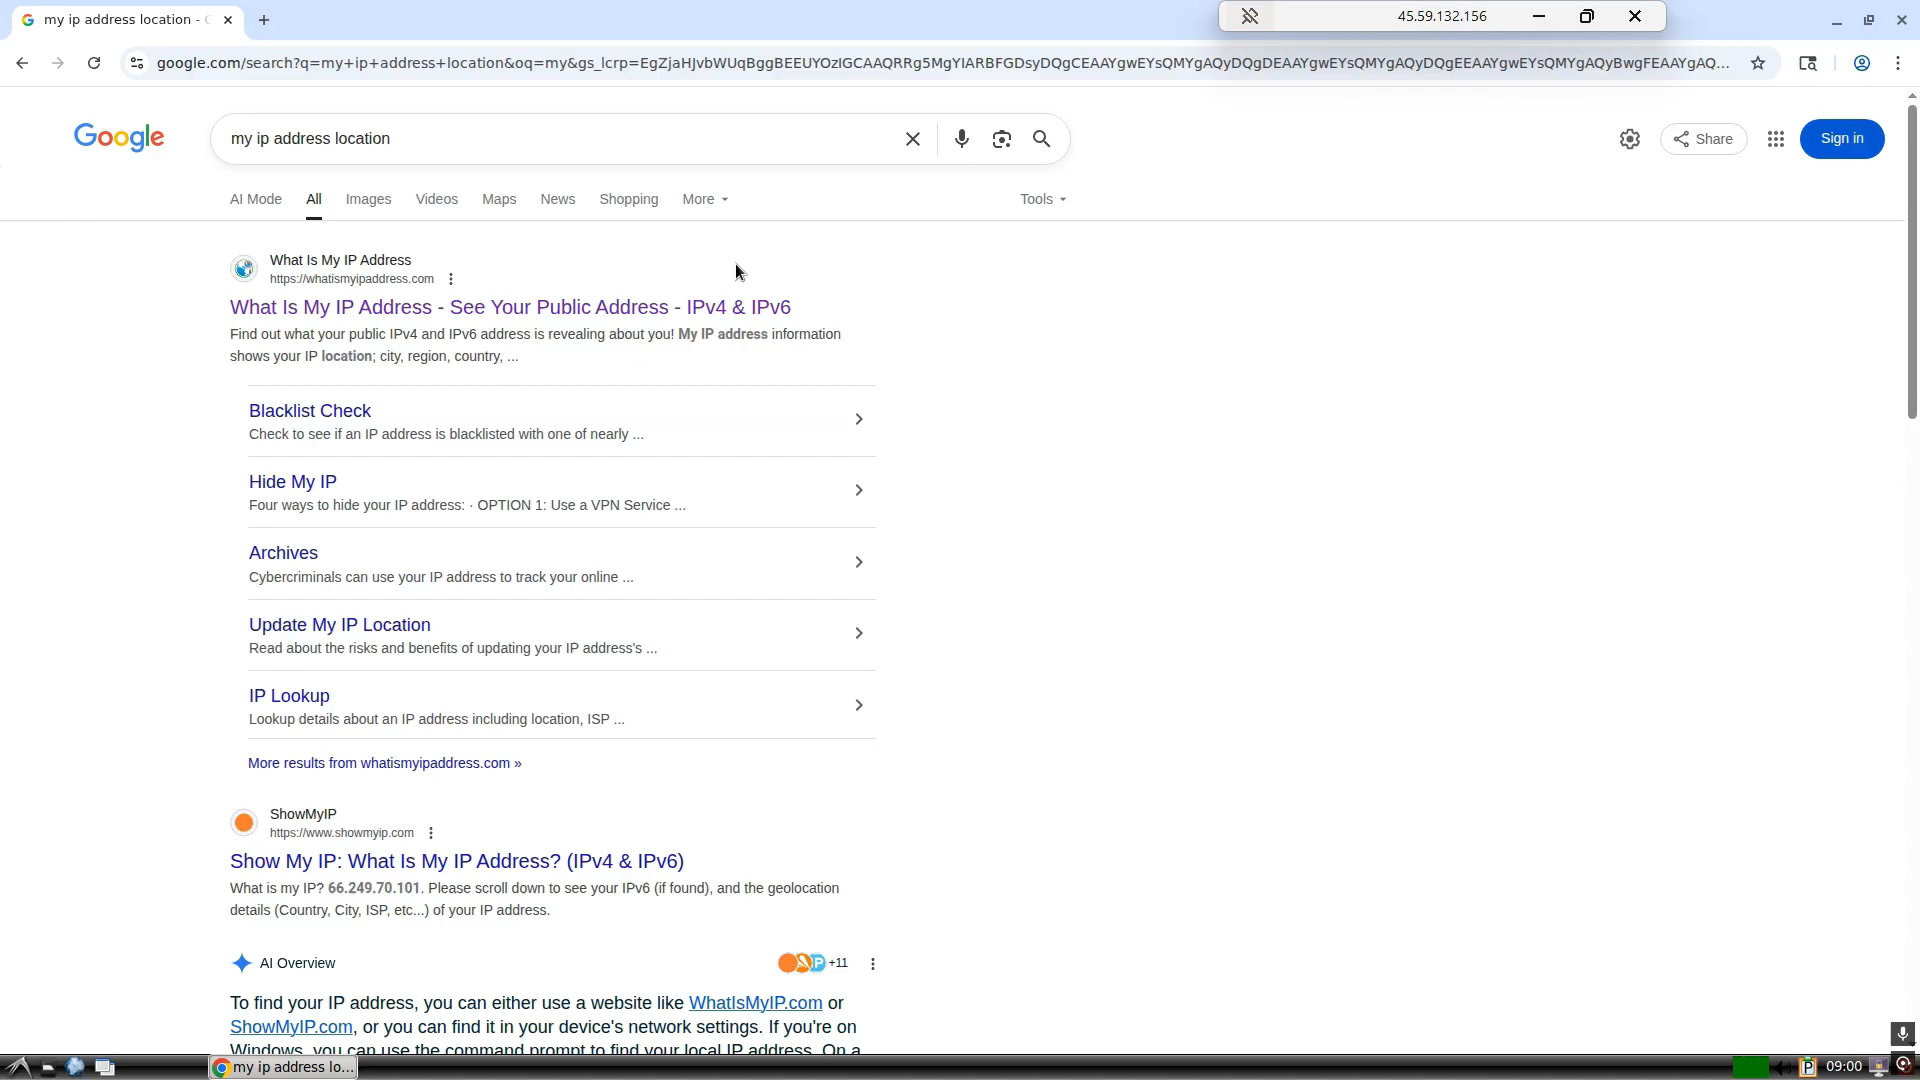 my ip address location - G
45.59.132.156
google.com/search?q=my+ip+address+location&oq=my&gs_lcrp=EgZjaHJvbWUqBggBEEUYOzIGCAAQRRg5MgYIARBFGDsyDQgCEAAYgwEYsQMYgAQyDQgDEAAYgwEYsQMYgAQyDQgEEAAYgwEYsQMYgAQyBwgFEAAYgAQ...
Google
my ip address location
Share
Sign in
AI Mode All Images Videos Maps News Shopping More Tools
What Is My IP Address
https://whatismyipaddress.com
What Is My IP Address - See Your Public Address - IPv4 & IPv6
Find out what your public IPv4 and IPv6 address is revealing about you! My IP address information
shows your IP location; city, region, country, ...
Blacklist Check
Check to see if an IP address is blacklisted with one of nearly ...
Hide My IP
Four ways to hide your IP address: · OPTION 1: Use a VPN Service ...
Archives
Cybercriminals can use your IP address to track your online ...
Update My IP Location
Read about the risks and benefits of updating your IP address's ...
IP Lookup
Lookup details about an IP address including location, ISP ...
More results from whatismyipaddress.com »
ShowMyIP
https://www.showmyip.com
Show My IP: What Is My IP Address? (IPv4 & IPv6)
What is my IP? 66.249.70.101. Please scroll down to see your IPv6 (if found), and the geolocation
details (Country, City, ISP, etc...) of your IP address.
AI Overview
+11
To find your IP address, you can either use a website like WhatIsMyIP.com or
ShowMyIP.com, or you can find it in your device's network settings. If you're on
Windows, you can use the command prompt to find your local IP address. On a
my ip address lo...
09:00